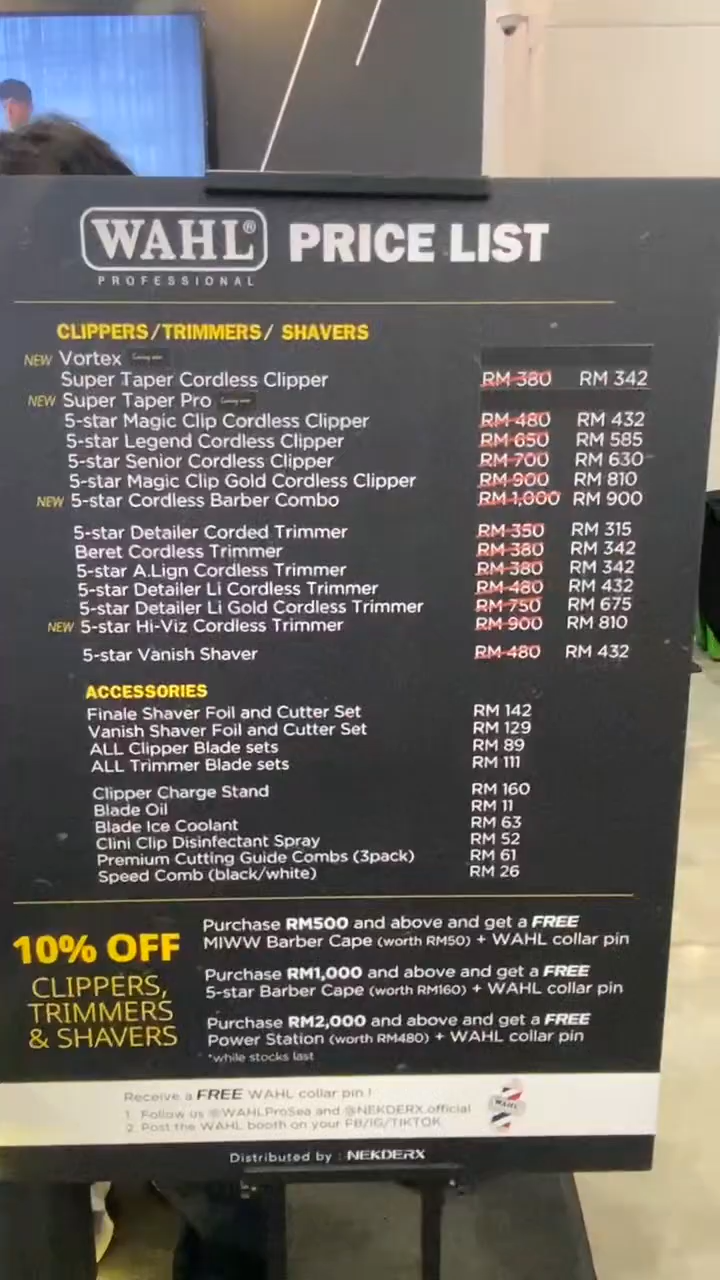 WAHL® PRICE LIST
PROFESSIONAL
CLIPPERS/TRIMMERS/ SHAVERS
NEW Vortex Coming soon
Super Taper Cordless Clipper RM 380 RM 342
NEW Super Taper Pro Coming soon
5-star Magic Clip Cordless Clipper RM 480 RM 432
5-star Legend Cordless Clipper RM 650 RM 585
5-star Senior Cordless Clipper RM 700 RM 630
5-star Magic Clip Gold Cordless Clipper RM 900 RM 810
NEW 5-star Cordless Barber Combo RM 1,000 RM 900
5-star Detailer Corded Trimmer RM 350 RM 315
Beret Cordless Trimmer RM 380 RM 342
5-star A.Lign Cordless Trimmer RM 380 RM 342
5-star Detailer Li Cordless Trimmer RM 480 RM 432
5-star Detailer Li Gold Cordless Trimmer RM 750 RM 675
NEW 5-star Hi-Viz Cordless Trimmer RM 900 RM 810
5-star Vanish Shaver RM 480 RM 432
ACCESSORIES
Finale Shaver Foil and Cutter Set RM 142
Vanish Shaver Foil and Cutter Set RM 129
ALL Clipper Blade sets RM 89
ALL Trimmer Blade sets RM 111
Clipper Charge Stand RM 160
Blade Oil RM 11
Blade Ice Coolant RM 63
Clini Clip Disinfectant Spray RM 52
Premium Cutting Guide Combs (3pack) RM 61
Speed Comb (black/white) RM 26
10% OFF
CLIPPERS,
TRIMMERS
& SHAVERS
Purchase RM500 and above and get a FREE
MIWW Barber Cape (worth RM50) + WAHL collar pin
Purchase RM1,000 and above and get a FREE
5-star Barber Cape (worth RM160) + WAHL collar pin
Purchase RM2,000 and above and get a FREE
Power Station (worth RM480) + WAHL collar pin
*while stocks last
Receive a FREE WAHL collar pin !
1. Follow us @WAHLProSea and @NEKDERX.official
2. Post the WAHL booth on your FB/IG/TIKTOK
WAHL
Distributed by : NEKDERX